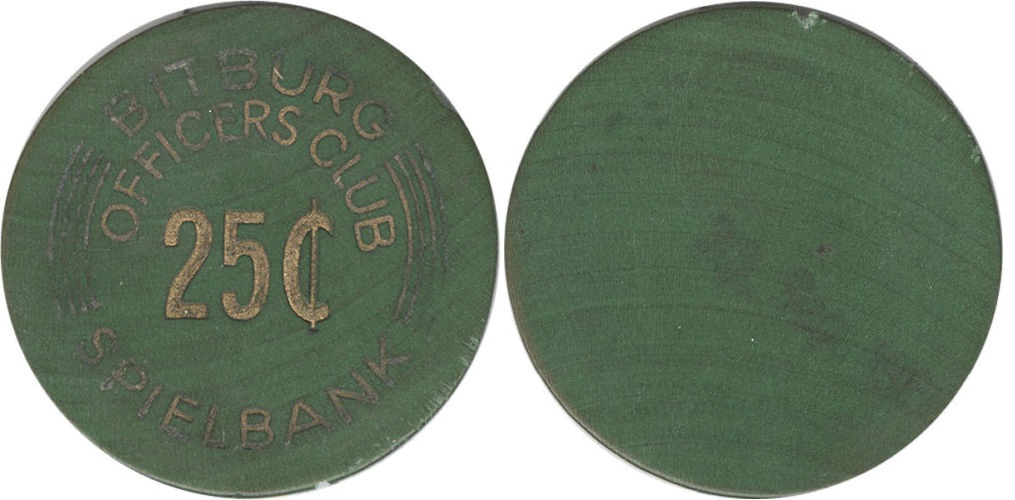 BITBURG
OFFICERS CLUB
25¢
SPIELBANK